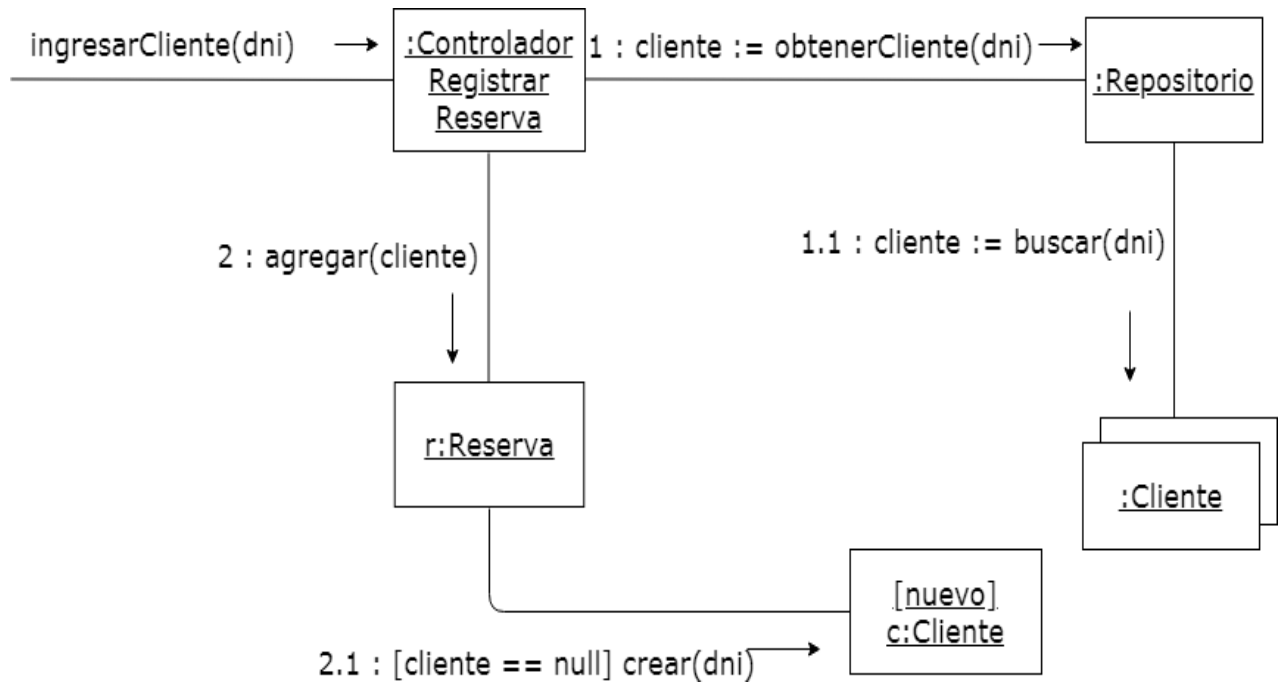 ingresarCliente(dni)
:Controlador
Registrar
Reserva
1 : cliente := obtenerCliente(dni)
:Repositorio
2 : agregar(cliente)
1.1 : cliente := buscar(dni)
r:Reserva
:Cliente
[nuevo]
c:Cliente
2.1 : [cliente == null] crear(dni)